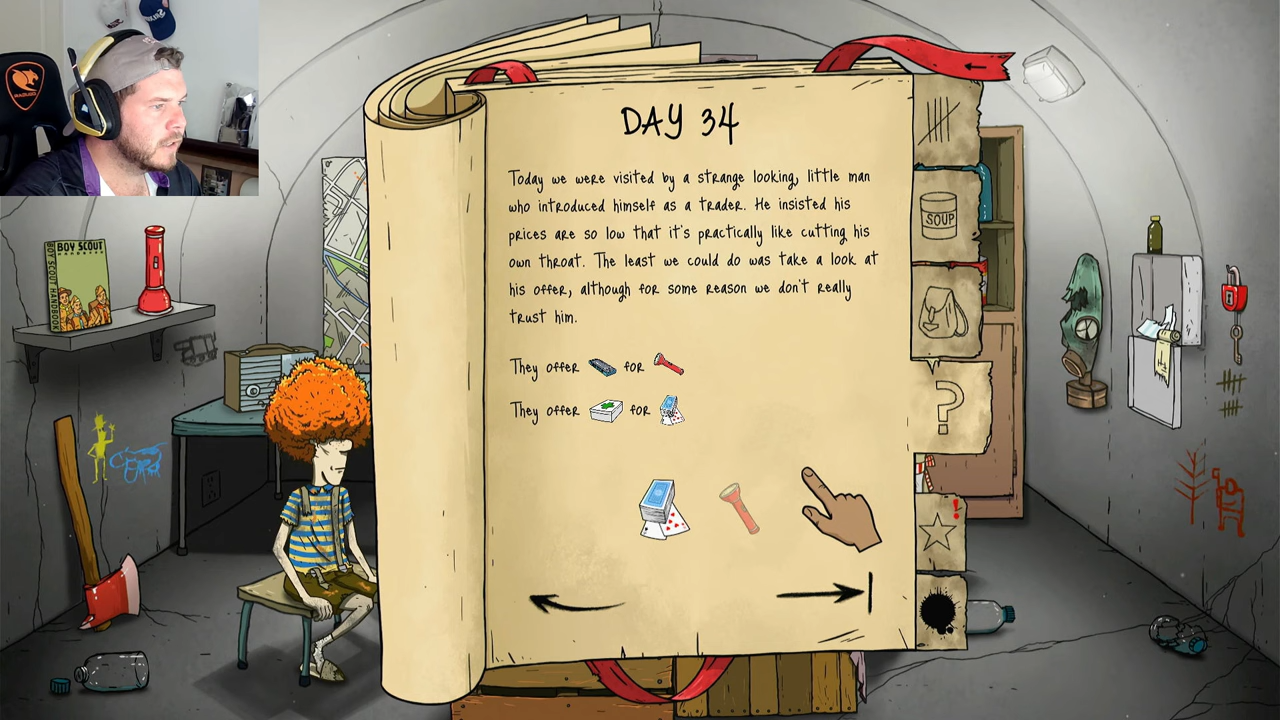 DAY 34
Today we were visited by a strange looking, little man
who introduced himself as a trader. He insisted his
prices are so low that it's practically like cutting his
own throat. The least we could do was take a look at
his offer, although for some reason we don't really
trust him.
They offer for
They offer for
SOUP
?
!
BOY SCOUT
BOY SCOUT HANDBOOK